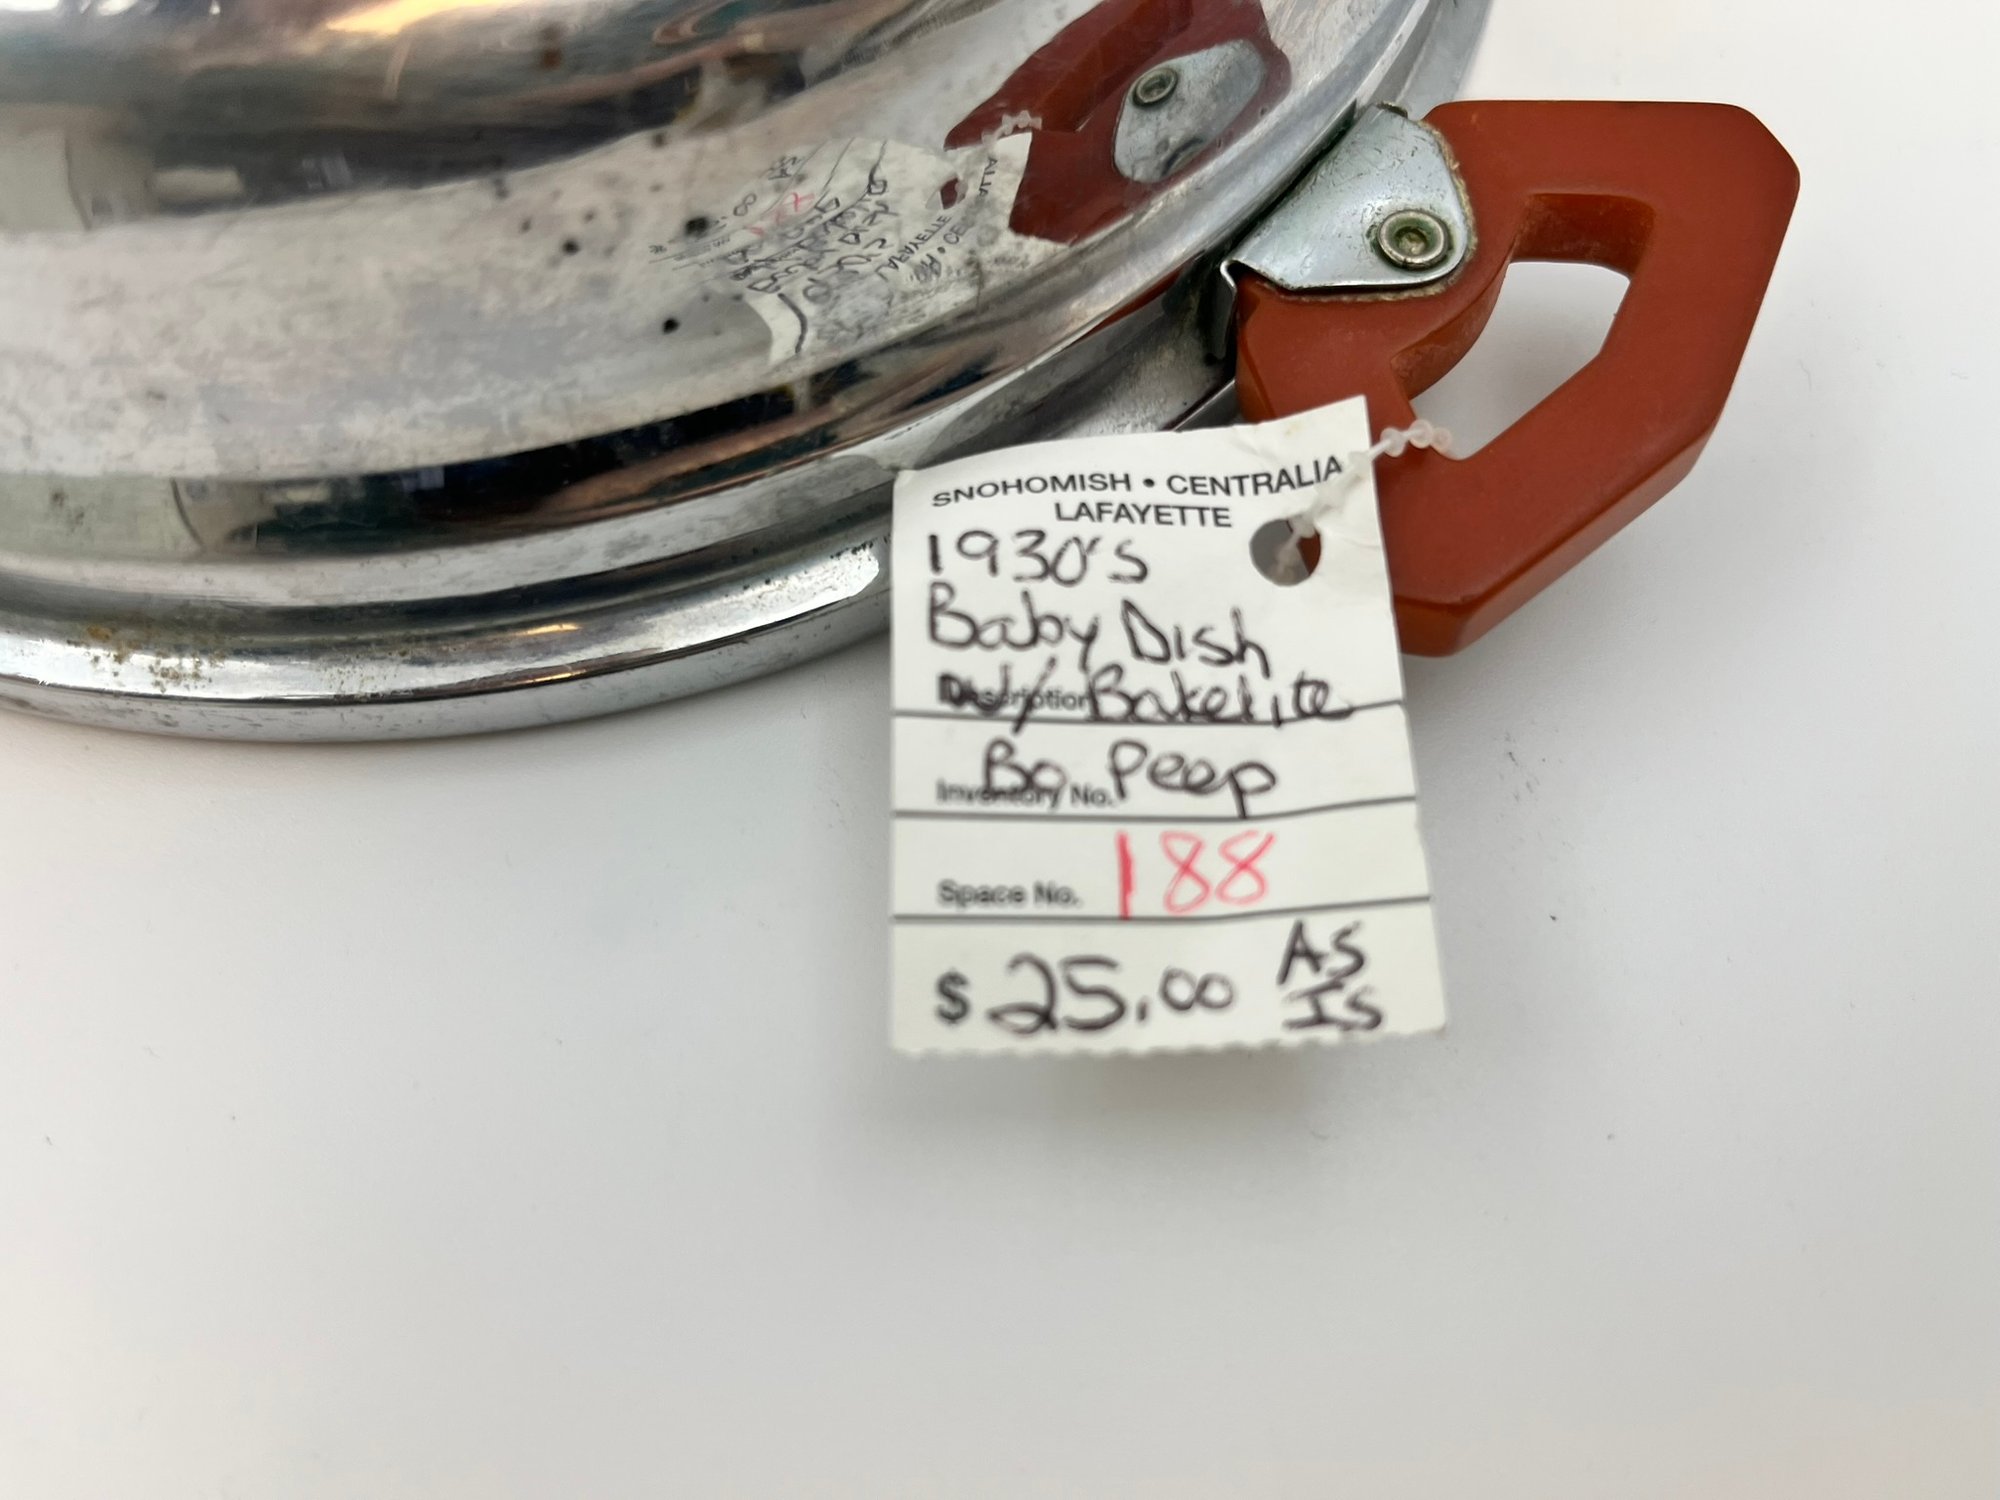 SNOHOMISH • CENTRALIA
LAFAYETTE
1930's
Baby Dish
Description w/ Bakelite
Inventory No. Bo Peep
Space No. 188
$ 25.00 AS IS